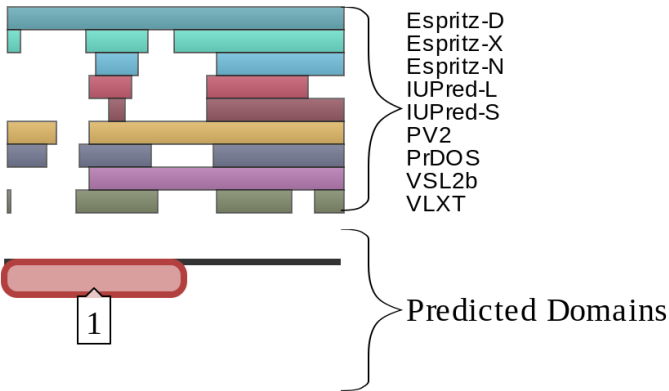 Espritz-D
Espritz-X
Espritz-N
IUPred-L
IUPred-S
PV2
PrDOS
VSL2b
VLXT
Predicted Domains
1